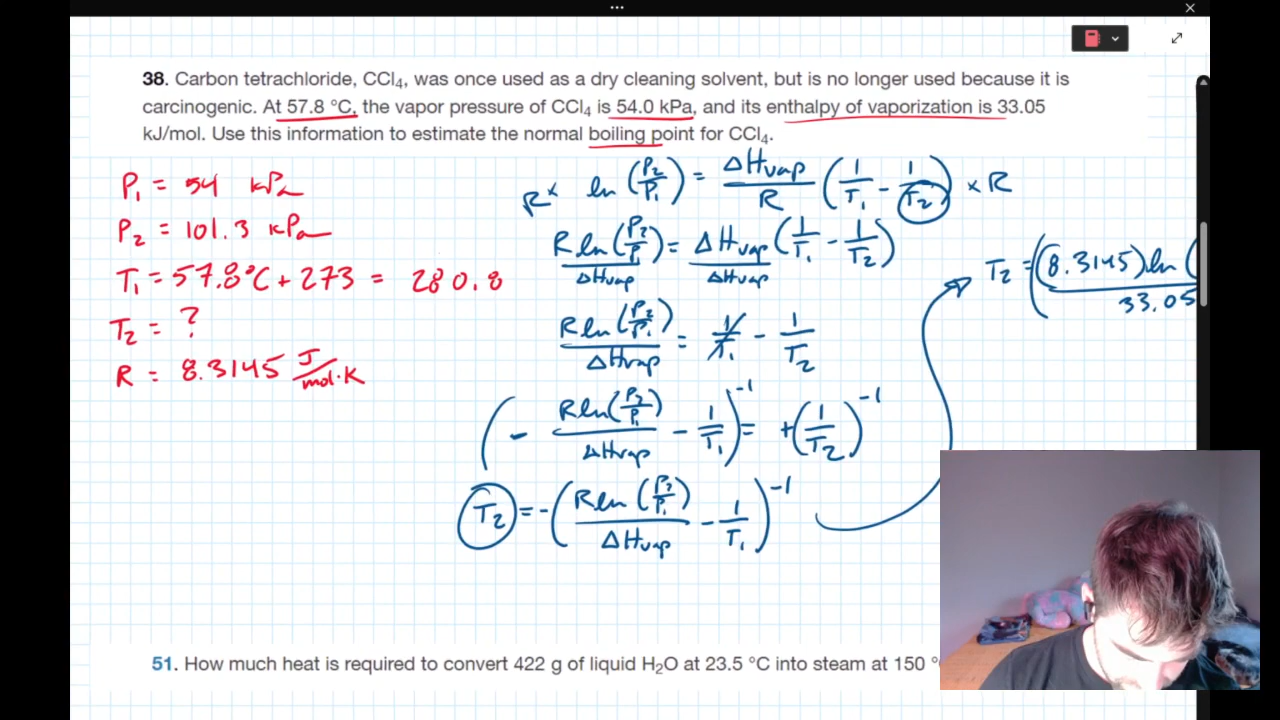 38. Carbon tetrachloride, CCl4, was once used as a dry cleaning solvent, but is no longer used because it is
carcinogenic. At 57.8 °C, the vapor pressure of CCl4 is 54.0 kPa, and its enthalpy of vaporization is 33.05
kJ/mol. Use this information to estimate the normal boiling point for CCl4.
P₁ = 54 kPa
P₂ = 101.3 kPa
T₁ = 57.8°C + 273 = 280.8
T₂ = ?
R = 8.3145 J/mol·K
R× ln(P₂/P₁) = ΔHvap/R (1/T₁ - 1/T₂) × R
Rln(P₂/P)/ΔHvap = ΔHvap/ΔHvap (1/T₁ - 1/T₂)
Rln(P₂/P₁)/ΔHvap = 1/T₁ - 1/T₂
(- Rln(P₂/P₁)/ΔHvap - 1/T₁)⁻¹ = +(1/T₂)⁻¹
T₂ = -(Rln(P₂/P₁)/ΔHvap - 1/T₁)⁻¹
T₂ = ((8.3145)ln(
33.05
51. How much heat is required to convert 422 g of liquid H2O at 23.5 °C into steam at 150 °